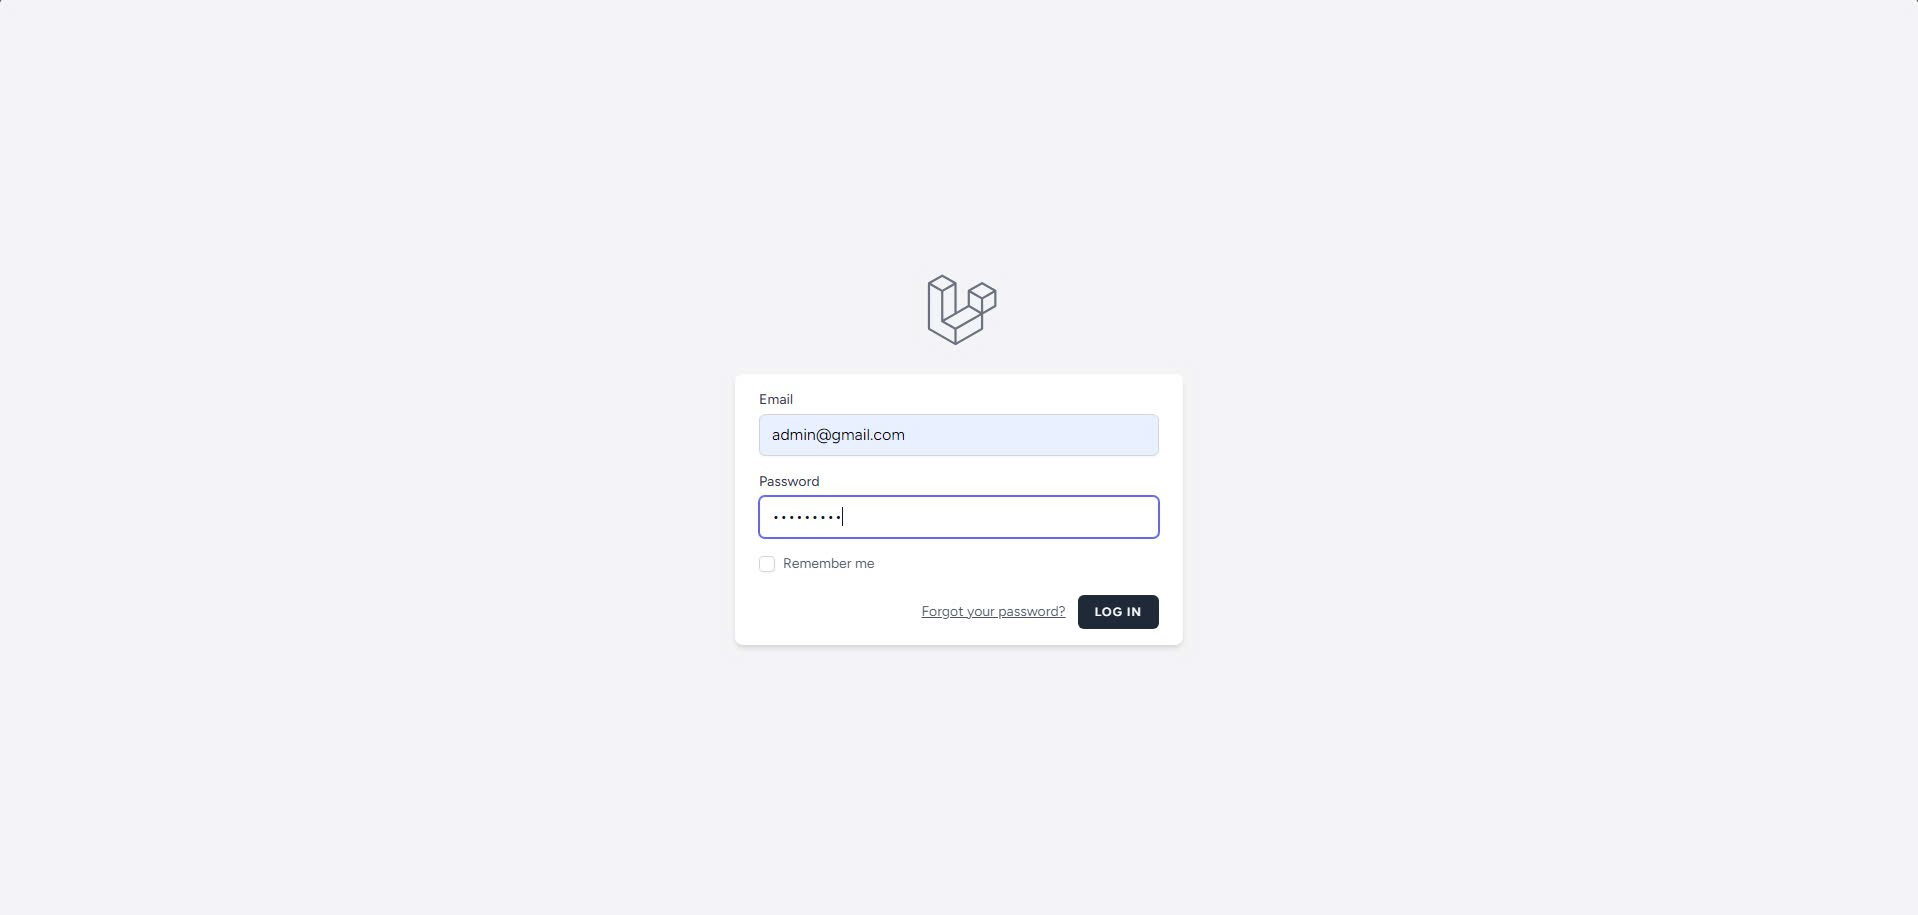 Email
admin@gmail.com
Password
•••••••••
Remember me
Forgot your password? LOG IN